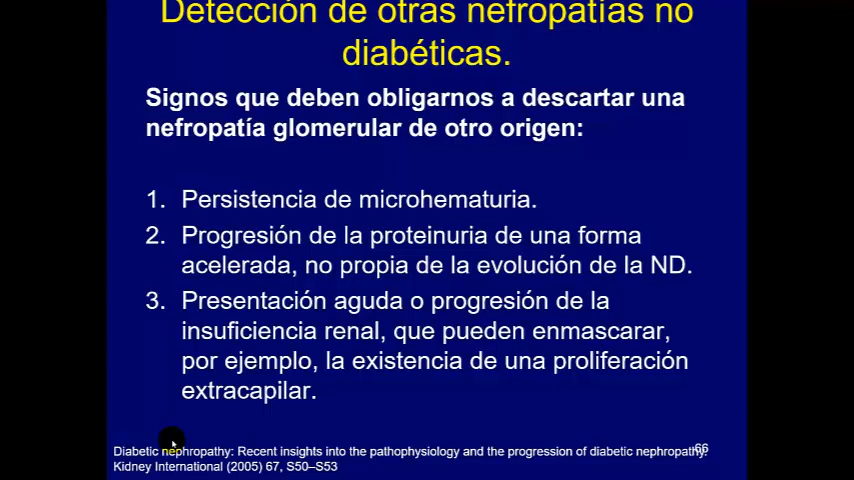 Detección de otras nefropatías no
diabéticas.
Signos que deben obligarnos a descartar una
nefropatía glomerular de otro origen:
1. Persistencia de microhematuria.
2. Progresión de la proteinuria de una forma
acelerada, no propia de la evolución de la ND.
3. Presentación aguda o progresión de la
insuficiencia renal, que pueden enmascarar,
por ejemplo, la existencia de una proliferación
extracapilar.
66
Diabetic nephropathy: Recent insights into the pathophysiology and the progression of diabetic nephropathy.
Kidney International (2005) 67, S50–S53